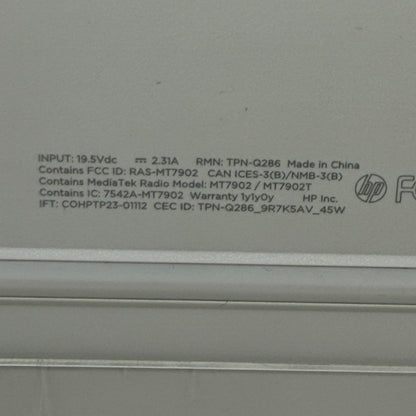 INPUT: 19.5Vdc ⎓ 2.31A RMN: TPN-Q286 Made in China
Contains FCC ID: RAS-MT7902 CAN ICES-3(B)/NMB-3(B)
Contains MediaTek Radio Model: MT7902 / MT7902T
Contains IC: 7542A-MT7902 Warranty 1y1y0y HP Inc.
IFT: COHPTP23-01112 CEC ID: TPN-Q286_9R7K5AV_45W
hp